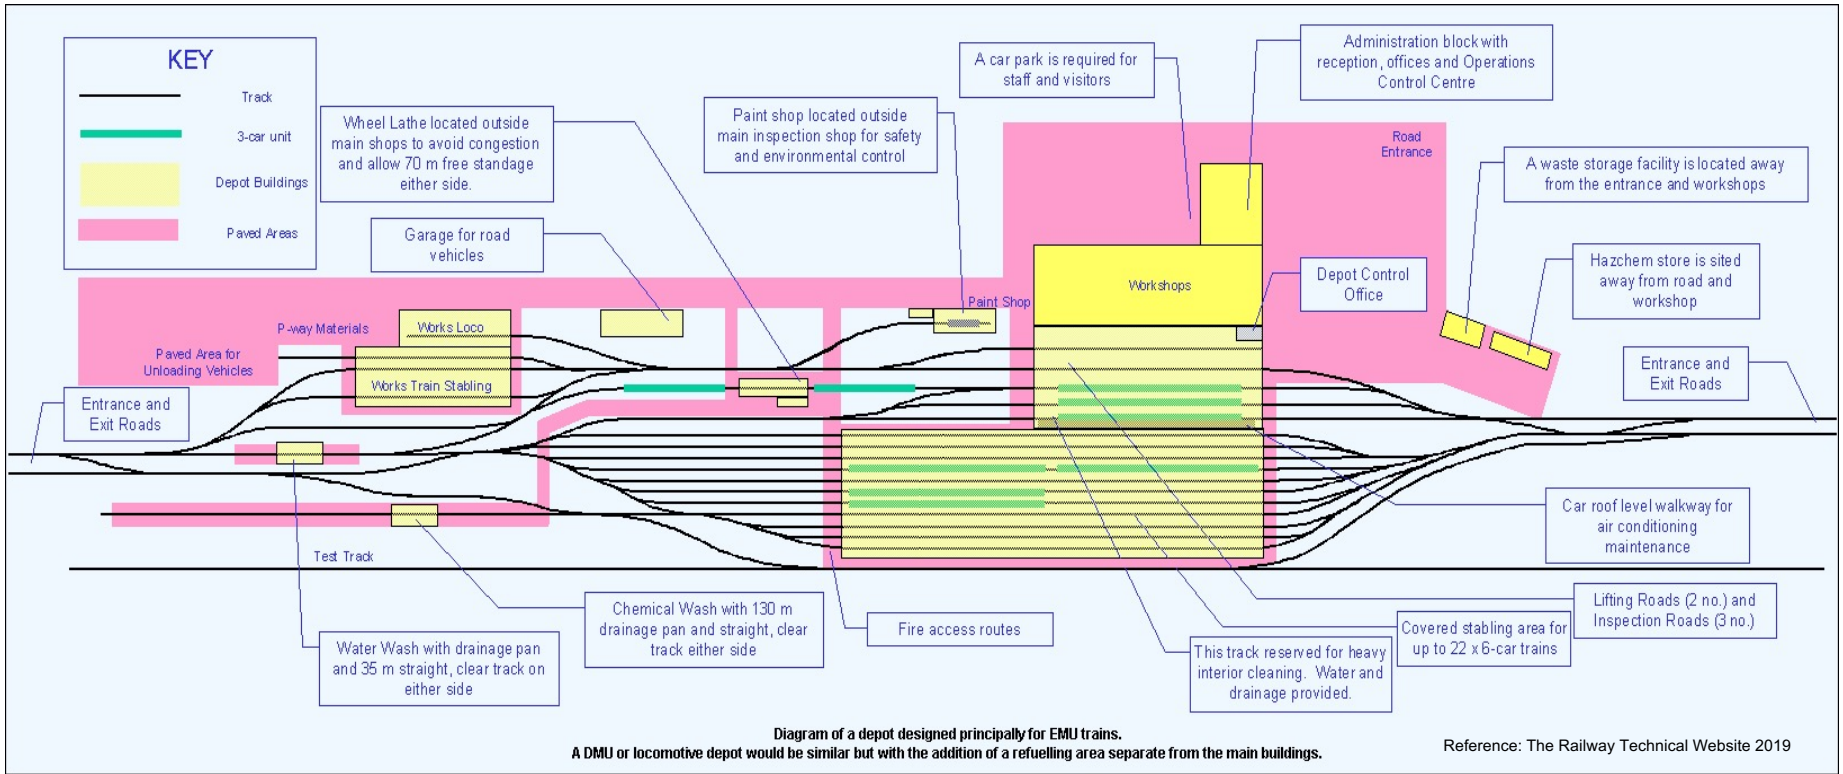 KEY
Track
3-car unit
Depot Buildings
Paved Areas
Wheel Lathe located outside
main shops to avoid congestion
and allow 70 m free standage
either side.
Garage for road
vehicles
Paint shop located outside
main inspection shop for safety
and environmental control
A car park is required for
staff and visitors
Administration block with
reception, offices and Operations
Control Centre
Road
Entrance
A waste storage facility is located away
from the entrance and workshops
Hazchem store is sited
away from road and
workshop
Depot Control
Office
Workshops
Paint Shop
P-way Materials
Works Loco
Paved Area for
Unloading Vehicles
Works Train Stabling
Entrance and
Exit Roads
Entrance and
Exit Roads
Car roof level walkway for
air conditioning
maintenance
Test Track
Lifting Roads (2 no.) and
Inspection Roads (3 no.)
Chemical Wash with 130 m
drainage pan and straight, clear
track either side
Fire access routes
Covered stabling area for
up to 22 x 6-car trains
Water Wash with drainage pan
and 35 m straight, clear track on
either side
This track reserved for heavy
interior cleaning. Water and
drainage provided.
Diagram of a depot designed principally for EMU trains.
A DMU or locomotive depot would be similar but with the addition of a refuelling area separate from the main buildings.
Reference: The Railway Technical Website 2019